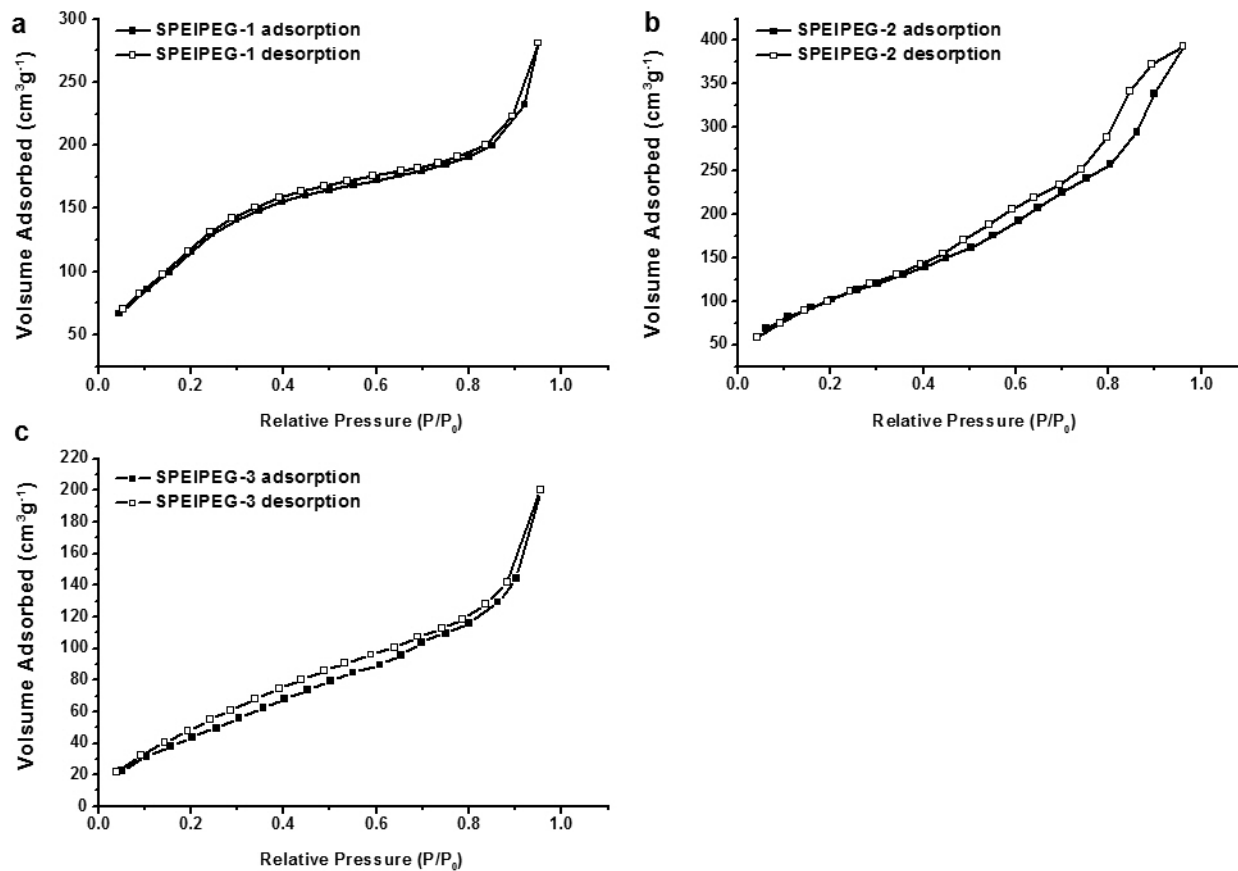 a
SPEIPEG-1 adsorption
SPEIPEG-1 desorption
Volsume Adsorbed (cm³g⁻¹)
300
250
200
150
100
50
0.0 0.2 0.4 0.6 0.8 1.0
Relative Pressure (P/P₀)
b
SPEIPEG-2 adsorption
SPEIPEG-2 desorption
Volsume Adsorbed (cm³g⁻¹)
400
350
300
250
200
150
100
50
0.0 0.2 0.4 0.6 0.8 1.0
Relative Pressure (P/P₀)
c
SPEIPEG-3 adsorption
SPEIPEG-3 desorption
Volsume Adsorbed (cm³g⁻¹)
220
200
180
160
140
120
100
80
60
40
20
0
0.0 0.2 0.4 0.6 0.8 1.0
Relative Pressure (P/P₀)